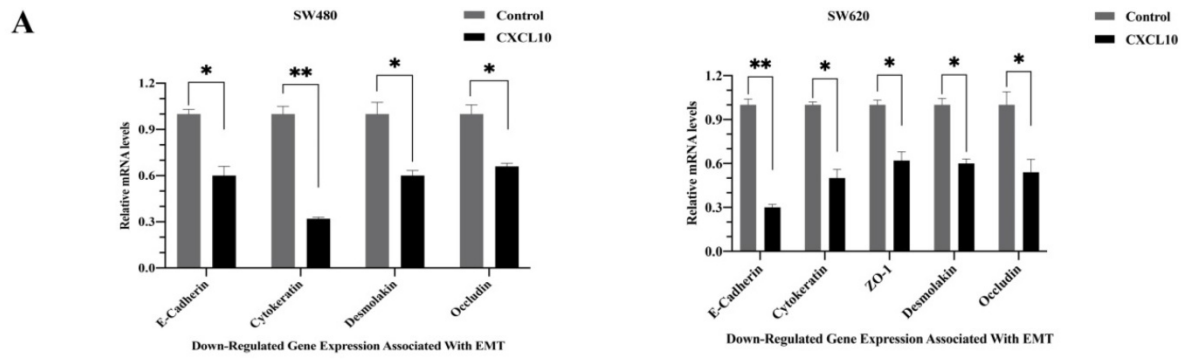 A
SW480
Control
CXCL10
* ** * *
1.2
0.9
0.6
0.3
0.0
Relative mRNA levels
E-Cadherin
Cytokeratin
Desmolakin
Occludin
Down-Regulated Gene Expression Associated With EMT
SW620
Control
CXCL10
** * * * *
1.2
0.9
0.6
0.3
0.0
Relative mRNA levels
E-Cadherin
Cytokeratin
ZO-1
Desmolakin
Occludin
Down-Regulated Gene Expression Associated With EMT